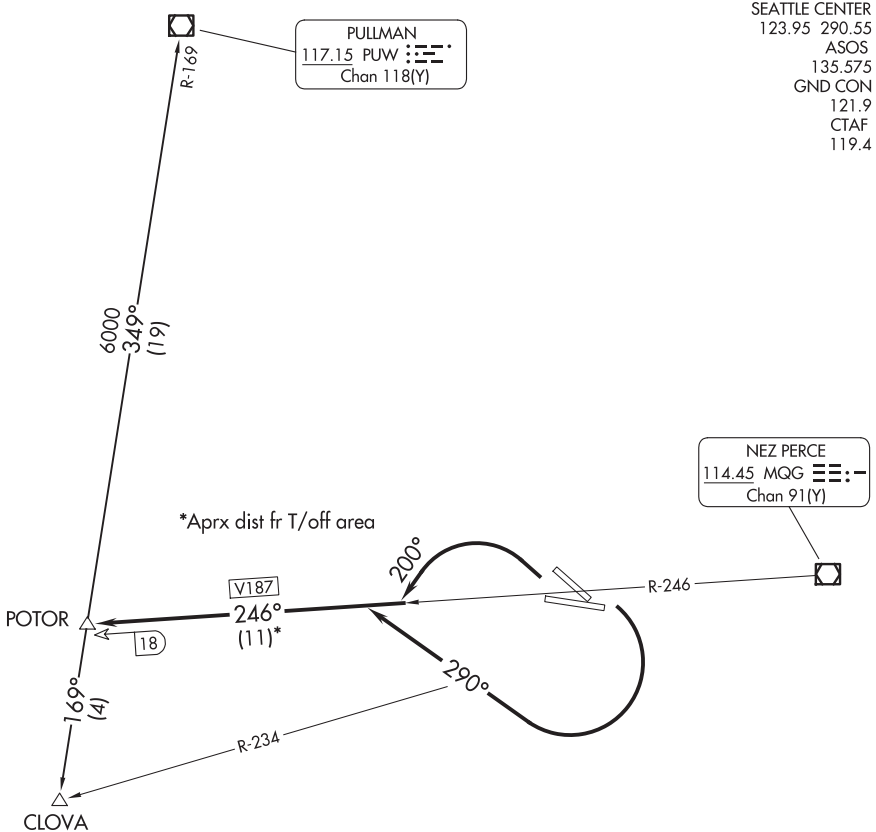 SEATTLE CENTER
123.95 290.55
ASOS
135.575
GND CON
121.9
CTAF
119.4
PULLMAN
117.15 PUW
Chan 118(Y)
R-169
6000
349°
(19)
NEZ PERCE
114.45 MQG
Chan 91(Y)
*Aprx dist fr T/off area
200°
V187
R-246
246°
(11)*
POTOR
18
290°
169°
(4)
R-234
CLOVA